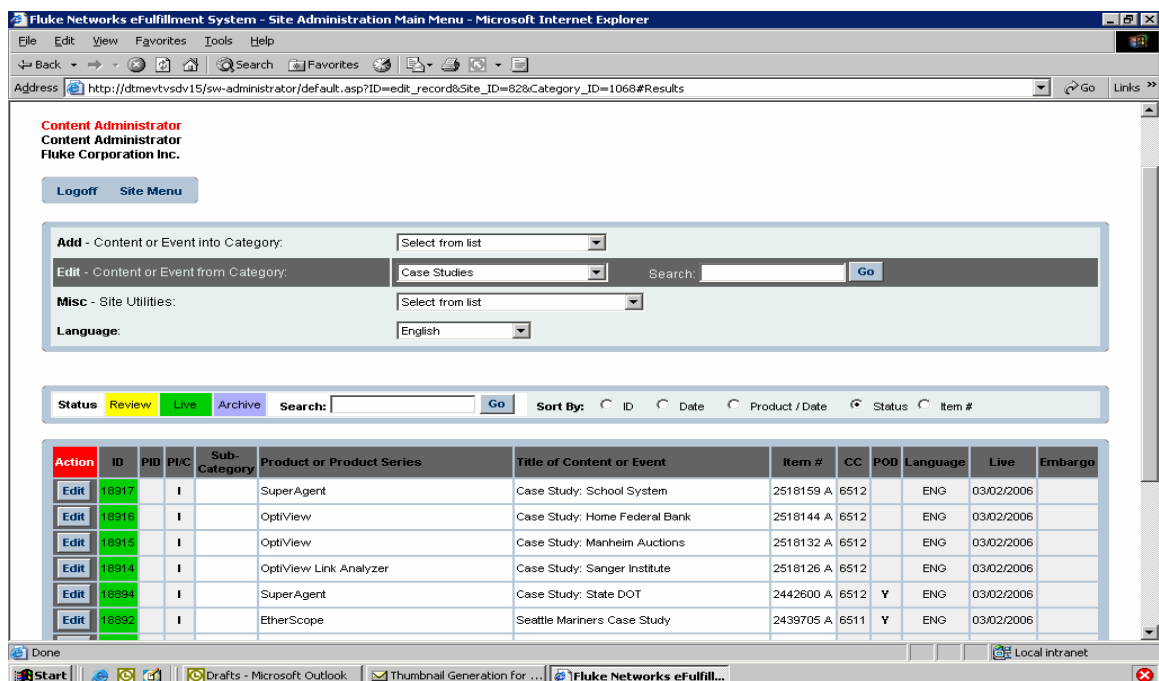 Fluke Networks eFulfillment System - Site Administration Main Menu - Microsoft Internet Explorer
File Edit View Favorites Tools Help
Back Search Favorites
Address http://dtmevtvsdv15/sw-administrator/default.asp?ID=edit_record&Site_ID=82&Category_ID=1068#Results Go Links »
Content Administrator
Content Administrator
Fluke Corporation Inc.
Logoff Site Menu
Add - Content or Event into Category: Select from list
Edit - Content or Event from Category: Case Studies Search: Go
Misc - Site Utilities: Select from list
Language: English
Status Review Live Archive Search: Go Sort By: ID Date Product / Date Status Item #
Action ID PID PI/C Sub-Category Product or Product Series Title of Content or Event Item # CC POD Language Live Embargo
Edit 18917 I SuperAgent Case Study: School System 2518159 A 6512 ENG 03/02/2006
Edit 18916 I OptiView Case Study: Home Federal Bank 2518144 A 6512 ENG 03/02/2006
Edit 18915 I OptiView Case Study: Manheim Auctions 2518132 A 6512 ENG 03/02/2006
Edit 18914 I OptiView Link Analyzer Case Study: Sanger Institute 2518126 A 6512 ENG 03/02/2006
Edit 18894 I SuperAgent Case Study: State DOT 2442600 A 6512 Y ENG 03/02/2006
Edit 18892 I EtherScope Seattle Mariners Case Study 2439705 A 6511 Y ENG 03/02/2006
Done Local intranet
Start Drafts - Microsoft Outlook Thumbnail Generation for ... Fluke Networks eFulfill...